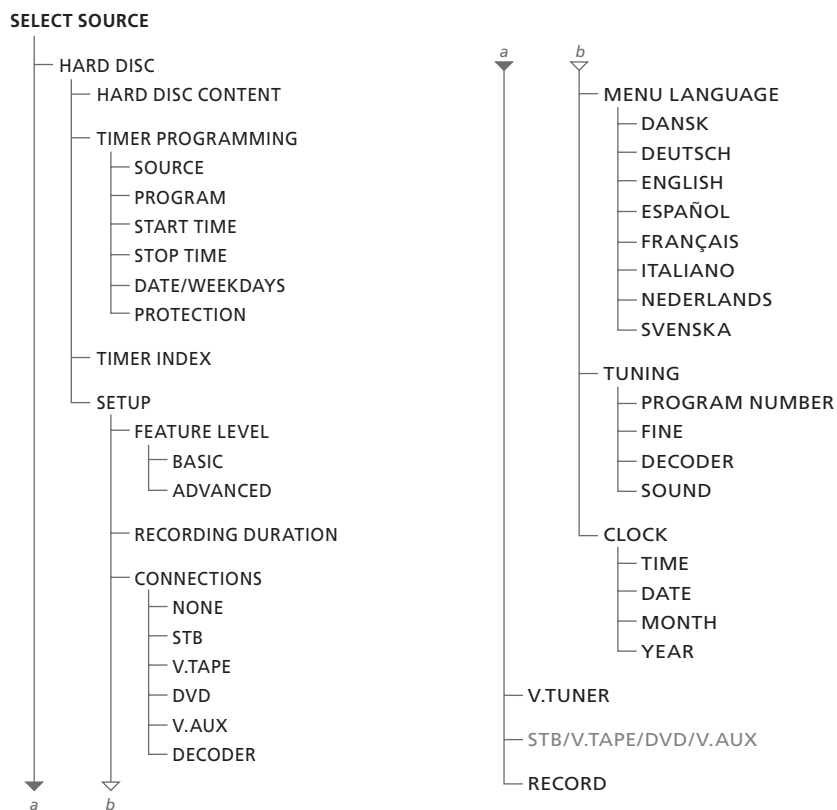 SELECT SOURCE
HARD DISC
HARD DISC CONTENT
TIMER PROGRAMMING
SOURCE
PROGRAM
START TIME
STOP TIME
DATE/WEEKDAYS
PROTECTION
TIMER INDEX
SETUP
FEATURE LEVEL
BASIC
ADVANCED
RECORDING DURATION
CONNECTIONS
NONE
STB
V.TAPE
DVD
V.AUX
DECODER
a b
a b
MENU LANGUAGE
DANSK
DEUTSCH
ENGLISH
ESPAÑOL
FRANÇAIS
ITALIANO
NEDERLANDS
SVENSKA
TUNING
PROGRAM NUMBER
FINE
DECODER
SOUND
CLOCK
TIME
DATE
MONTH
YEAR
V.TUNER
STB/V.TAPE/DVD/V.AUX
RECORD